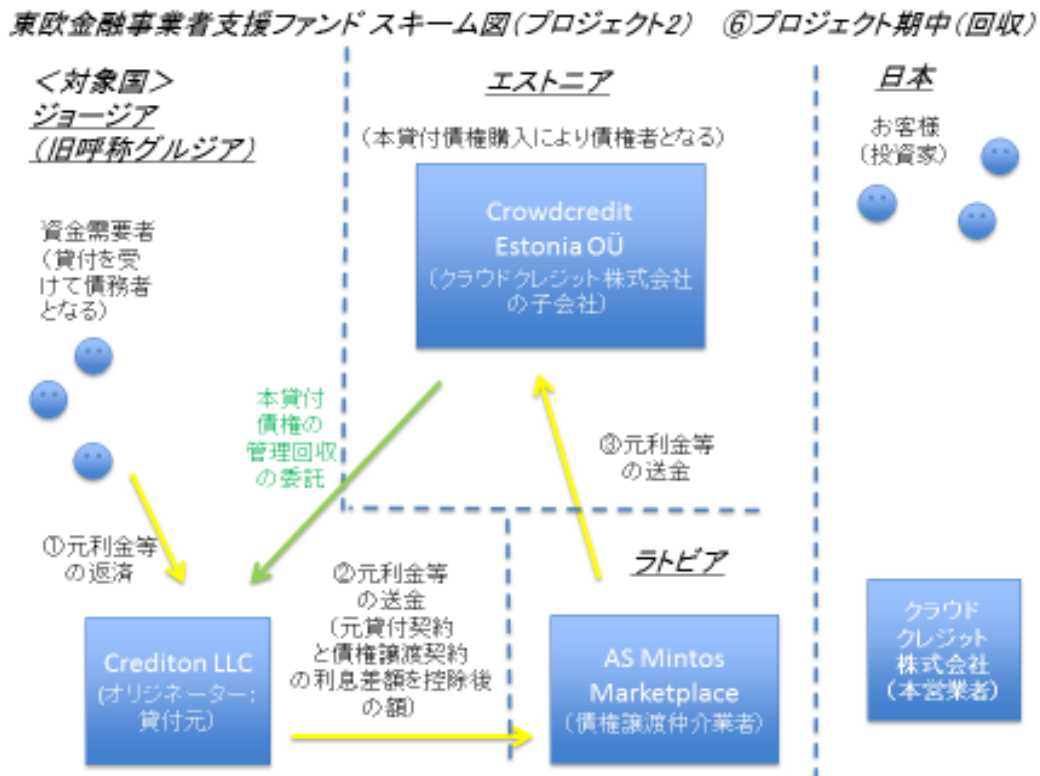 東欧金融事業者支援ファンド スキーム図(プロジェクト2) ⑥プロジェクト期中(回収)
＜対象国＞
ジョージア
(旧呼称グルジア)
資金需要者
(貸付を受
けて債務者
となる)
①元利金等
の返済
Crediton LLC
(オリジネーター；
貸付元)
エストニア
(本貸付債権購入により債権者となる)
Crowdcredit
Estonia OÜ
(クラウドクレジット株式会社
の子会社)
本貸付
債権の
管理回収
の委託
③元利金等
の送金
②元利金等
の送金
(元貸付契約
と債権譲渡契約
の利息差額を控除後
の額)
ラトビア
AS Mintos
Marketplace
(債権譲渡仲介業者)
日本
お客様
(投資家)
クラウド
クレジット
株式会社
(本営業者)